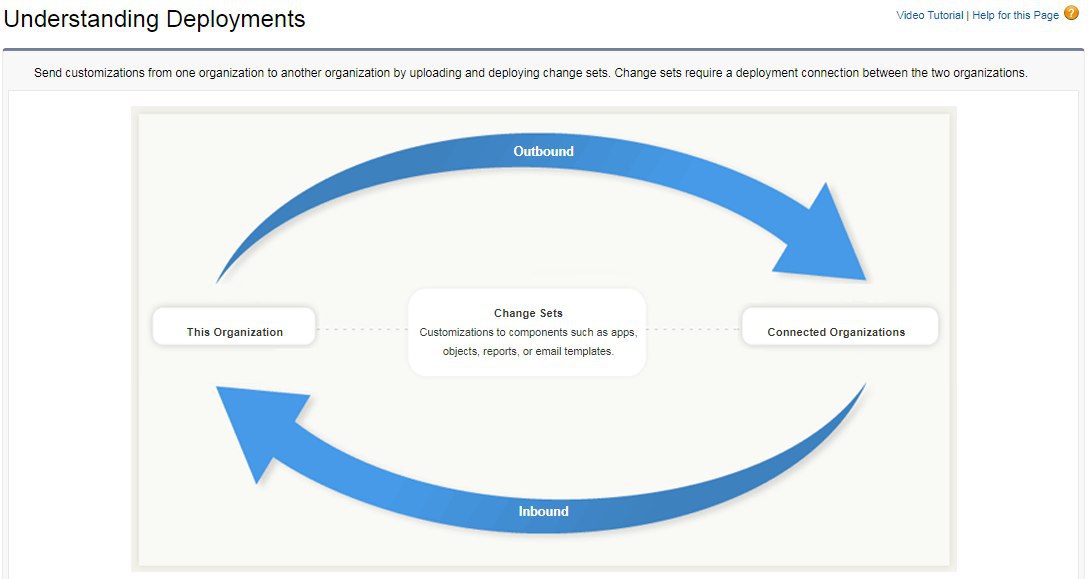 Understanding Deployments
Video Tutorial | Help for this Page ?
Send customizations from one organization to another organization by uploading and deploying change sets. Change sets require a deployment connection between the two organizations.
Outbound
This Organization
Change Sets
Customizations to components such as apps,
objects, reports, or email templates.
Connected Organizations
Inbound